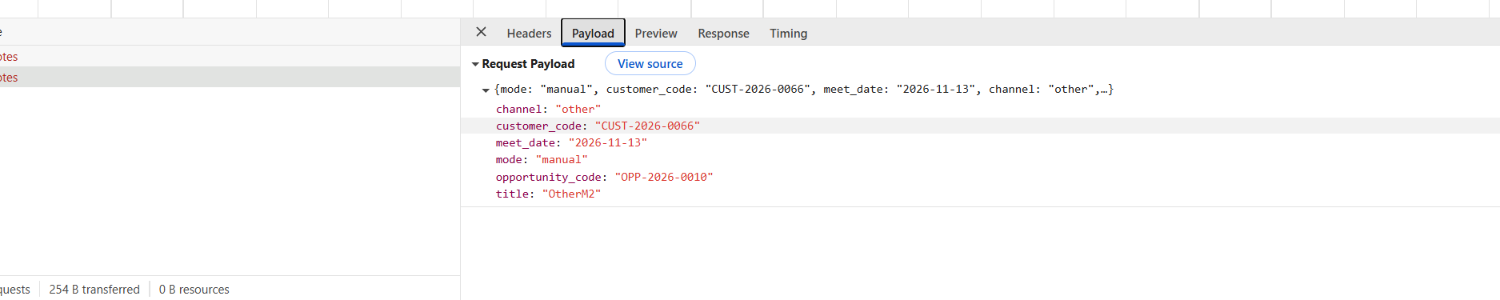 Headers Payload Preview Response Timing
otes
Request Payload View source
otes
{mode: "manual", customer_code: "CUST-2026-0066", meet_date: "2026-11-13", channel: "other",…}
channel: "other"
customer_code: "CUST-2026-0066"
meet_date: "2026-11-13"
mode: "manual"
opportunity_code: "OPP-2026-0010"
title: "OtherM2"
quests 254 B transferred 0 B resources